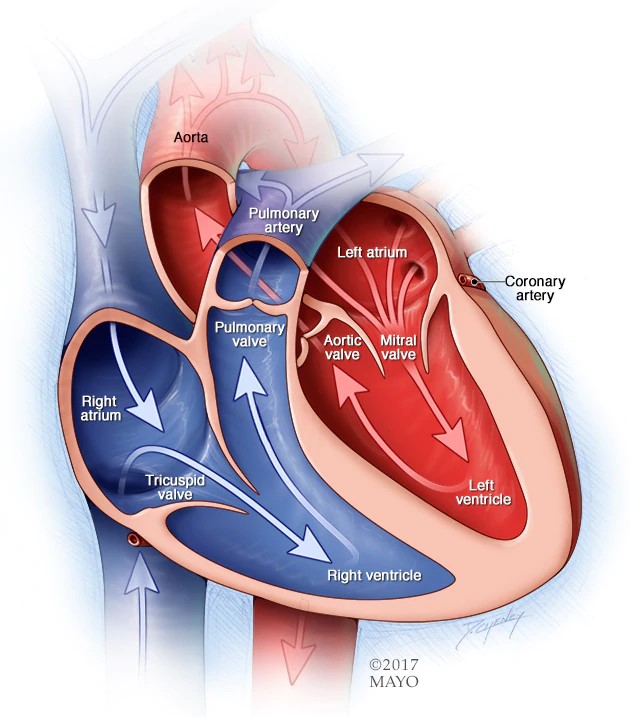 Aorta
Pulmonary
artery
Left atrium
Coronary
artery
Pulmonary
valve
Aortic
valve
Mitral
valve
Right
atrium
Tricuspid
valve
Left
ventricle
Right ventricle
©2017
MAYO